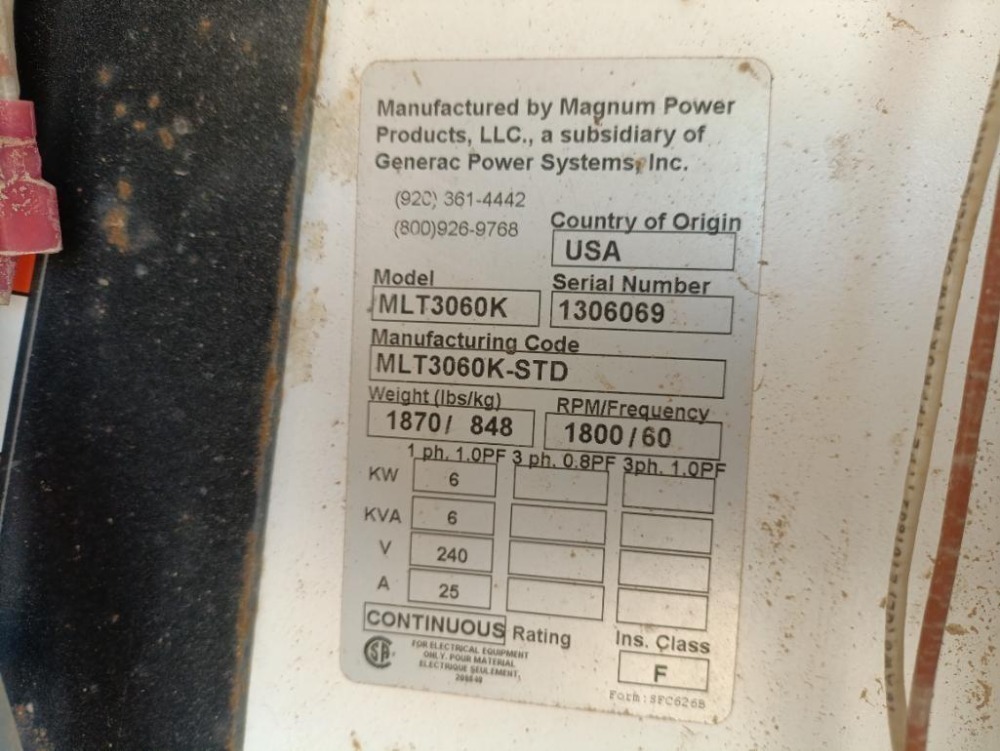 Manufactured by Magnum Power
Products, LLC., a subsidiary of
Generac Power Systems, Inc.
(920) 361-4442
(800)926-9768
Country of Origin
USA
Model
Serial Number
MLT3060K
1306069
Manufacturing Code
MLT3060K-STD
Weight (lbs/kg)
RPM/Frequency
1870/ 848
1800/60
1 ph. 1.0PF 3 ph. 0.8PF 3ph. 1.0PF
KW 6
KVA 6
V 240
A 25
CONTINUOUS Rating
Ins. Class
F
FOR ELECTRICAL EQUIPMENT
ONLY. POUR MATERIAL
ELECTRIQUE SEULEMENT,
Form: SFC626B